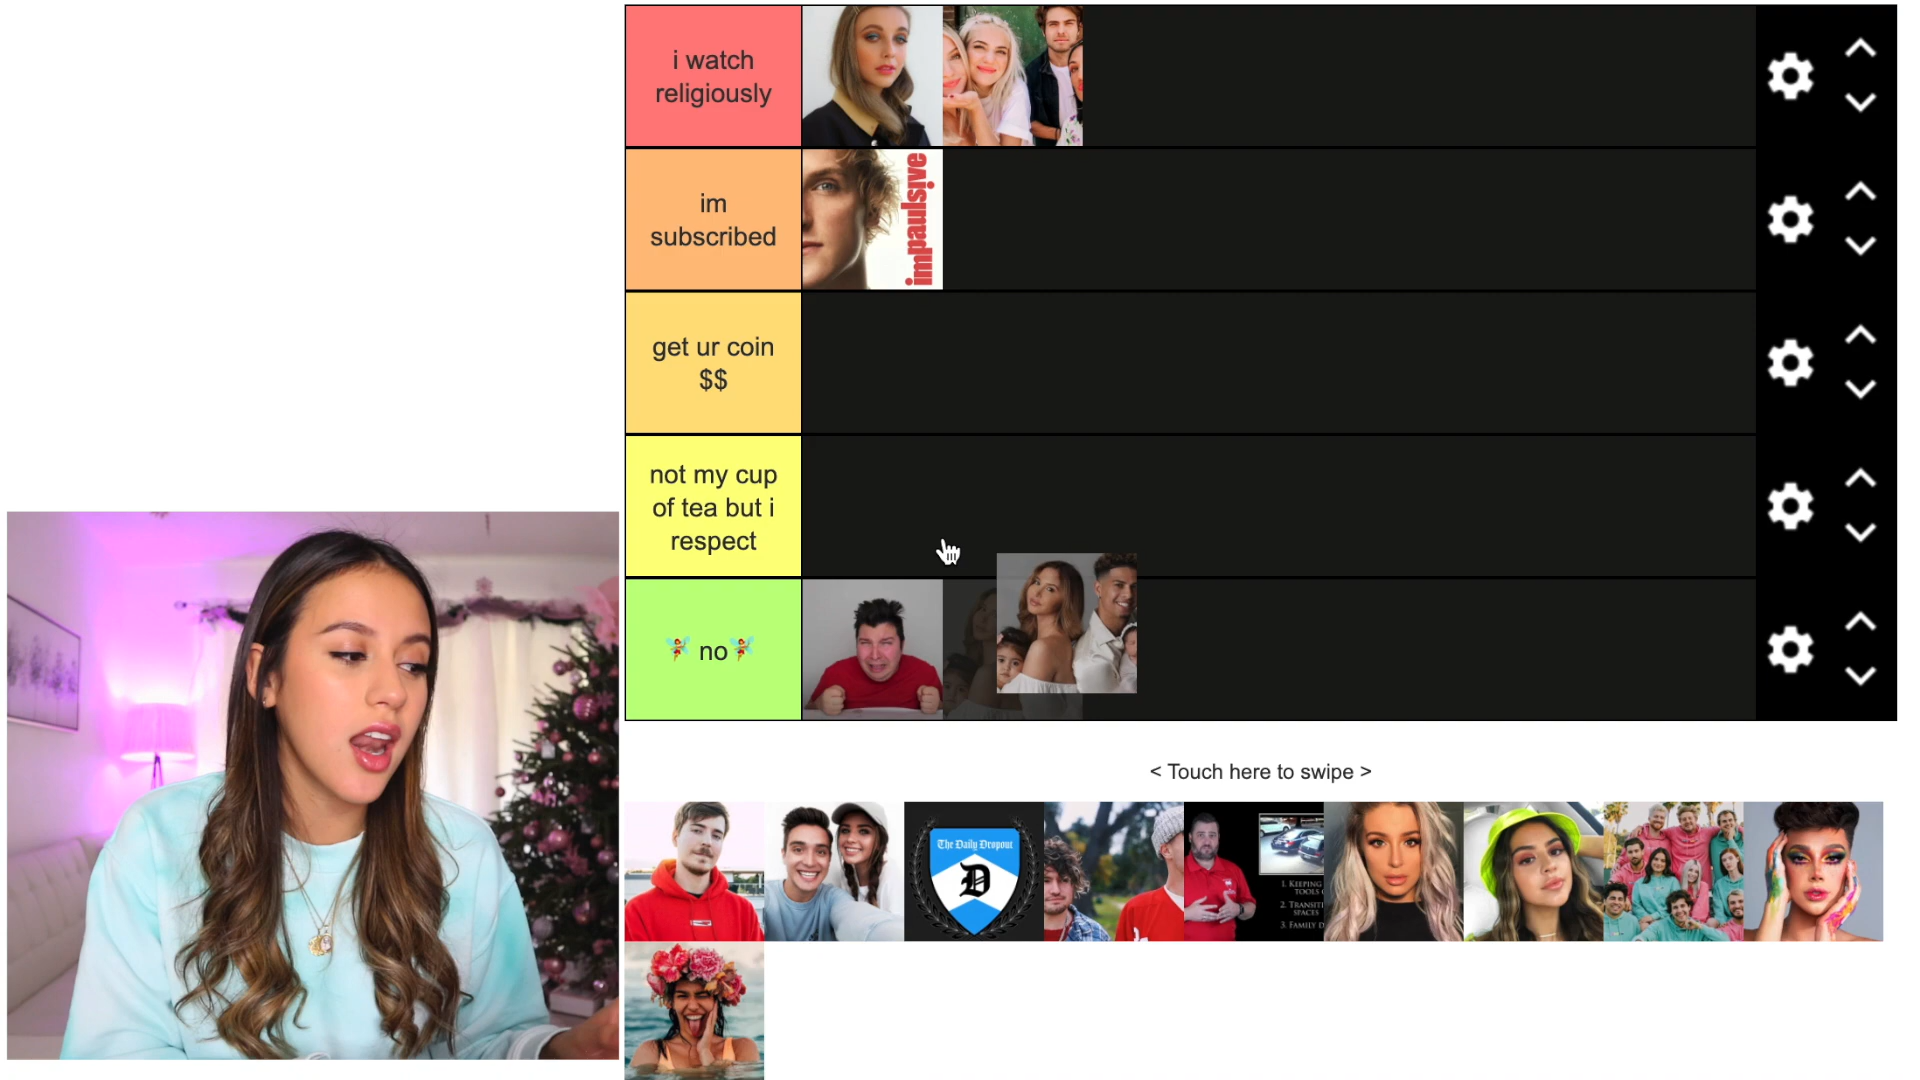 i watch
religiously
im
subscribed
impaulsive
get ur coin
$$
not my cup
of tea but i
respect
no
< Touch here to swipe >
The Daily Dropout
D
1. KEEPING
TOOLS
2. TRANSIT
SPACES
3. FAMILY D